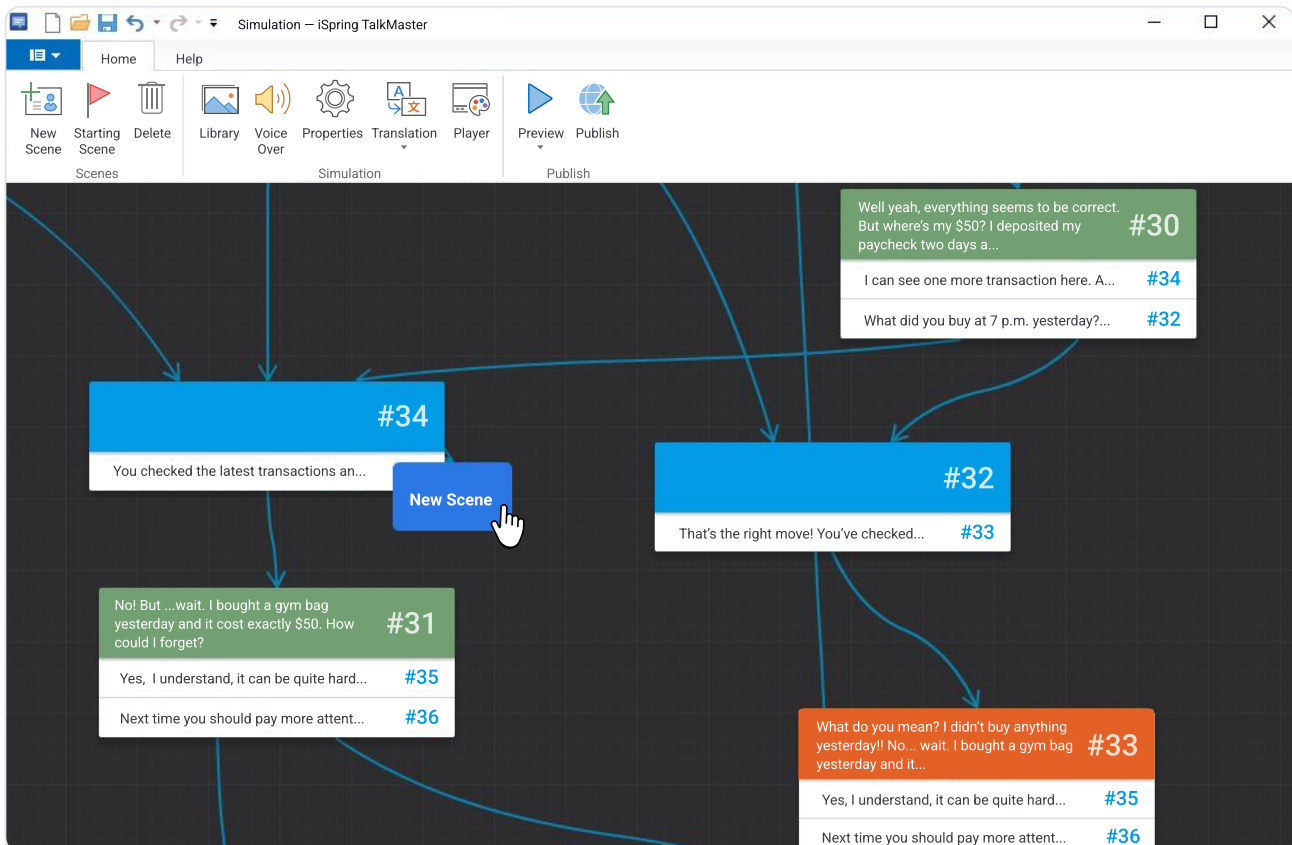 Simulation — iSpring TalkMaster
Home
Help
New
Scene
Starting
Scene
Delete
Library
Voice
Over
Properties
A
文
Translation
Player
Preview
Publish
Scenes
Simulation
Publish
Well yeah, everything seems to be correct.
But where's my $50? I deposited my
paycheck two days a...
#30
I can see one more transaction here. A... #34
What did you buy at 7 p.m. yesterday?... #32
#34
You checked the latest transactions an...
New Scene
#32
That's the right move! You've checked... #33
No! But ...wait. I bought a gym bag
yesterday and it cost exactly $50. How
could I forget?
#31
Yes, I understand, it can be quite hard... #35
Next time you should pay more attent... #36
What do you mean? I didn't buy anything
yesterday!! No... wait. I bought a gym bag
yesterday and it...
#33
Yes, I understand, it can be quite hard... #35
Next time you should pay more attent... #36